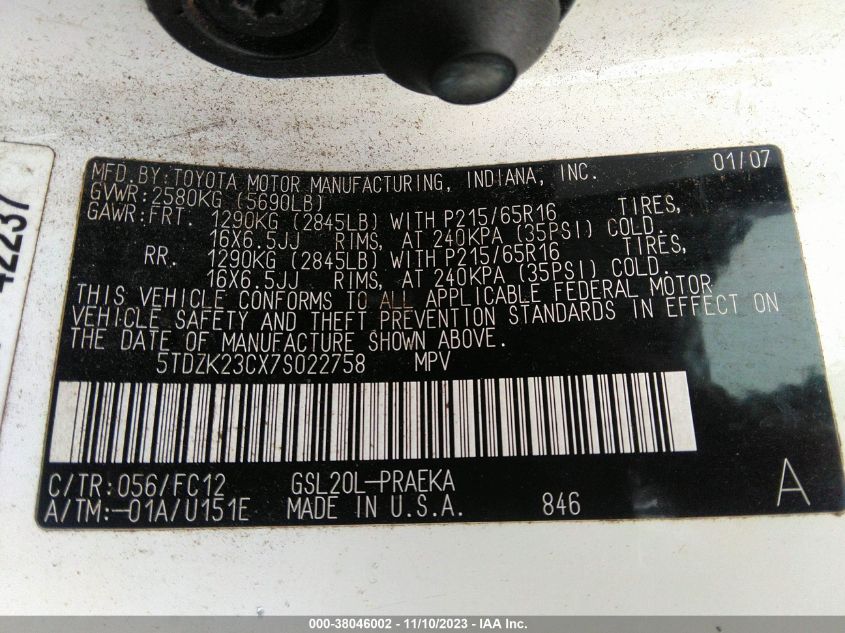 MFD.BY:TOYOTA MOTOR MANUFACTURING, INDIANA, INC. 01/07
GVWR:2580KG (5690LB)
GAWR:FRT. 1290KG (2845LB) WITH P215/65R16 TIRES,
16X6.5JJ RIMS, AT 240KPA (35PSI) COLD.
RR. 1290KG (2845LB) WITH P215/65R16 TIRES,
16X6.5JJ RIMS, AT 240KPA (35PSI) COLD.
THIS VEHICLE CONFORMS TO ALL APPLICABLE FEDERAL MOTOR
VEHICLE SAFETY AND THEFT PREVENTION STANDARDS IN EFFECT ON
THE DATE OF MANUFACTURE SHOWN ABOVE.
5TDZK23CX7S022758 MPV
C/TR:056/FC12 GSL20L-PRAEKA
A/TM:-01A/U151E MADE IN U.S.A. 846 A
42237
000-38046002 - 11/10/2023 - IAA Inc.